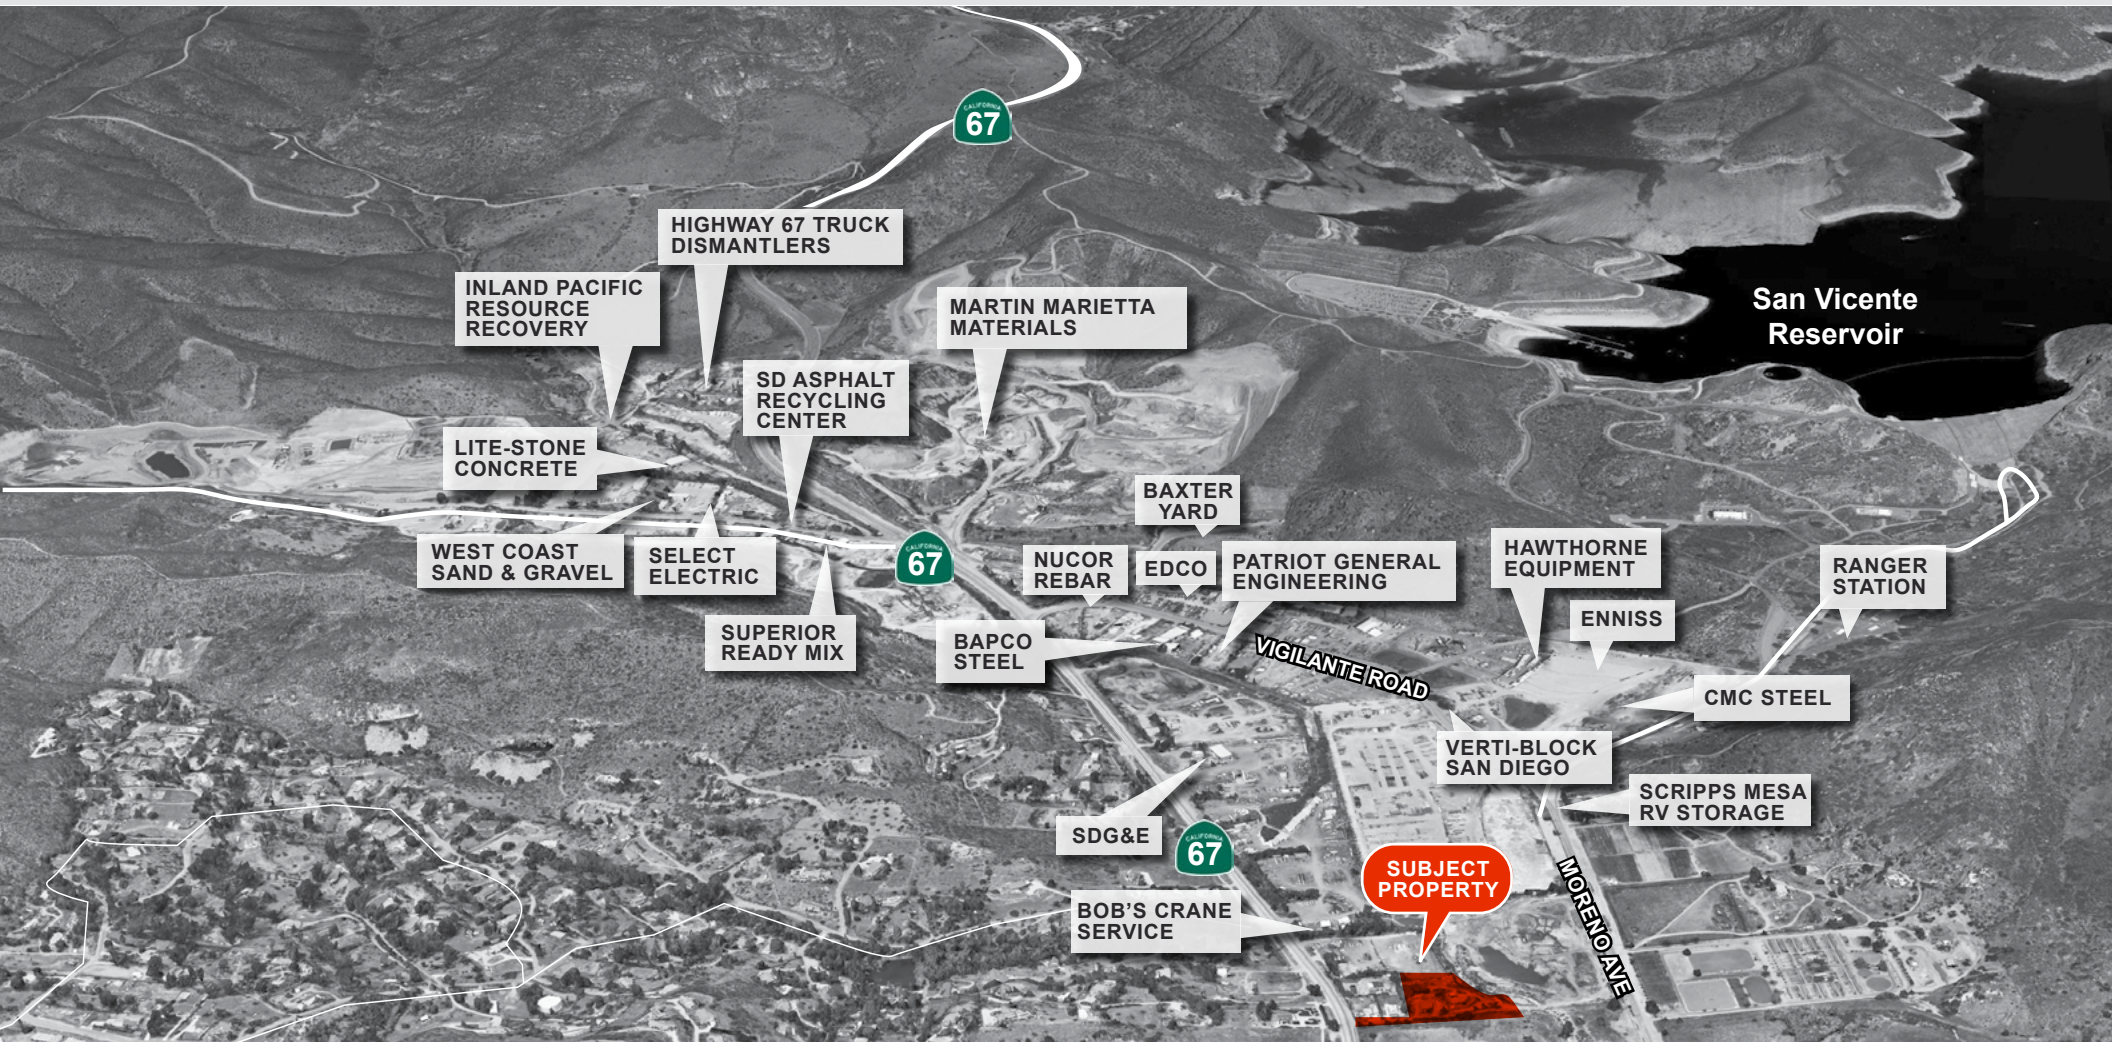 CALIFORNIA
67
HIGHWAY 67 TRUCK
DISMANTLERS
INLAND PACIFIC
RESOURCE
RECOVERY
MARTIN MARIETTA
MATERIALS
San Vicente
Reservoir
SD ASPHALT
RECYCLING
CENTER
LITE-STONE
CONCRETE
BAXTER
YARD
WEST COAST
SAND & GRAVEL
SELECT
ELECTRIC
CALIFORNIA
67
NUCOR
REBAR
EDCO
PATRIOT GENERAL
ENGINEERING
HAWTHORNE
EQUIPMENT
RANGER
STATION
ENNISS
SUPERIOR
READY MIX
BAPCO
STEEL
VIGILANTE ROAD
CMC STEEL
VERTI-BLOCK
SAN DIEGO
SCRIPPS MESA
RV STORAGE
SDG&E
CALIFORNIA
67
SUBJECT
PROPERTY
MORENO AVE
BOB'S CRANE
SERVICE